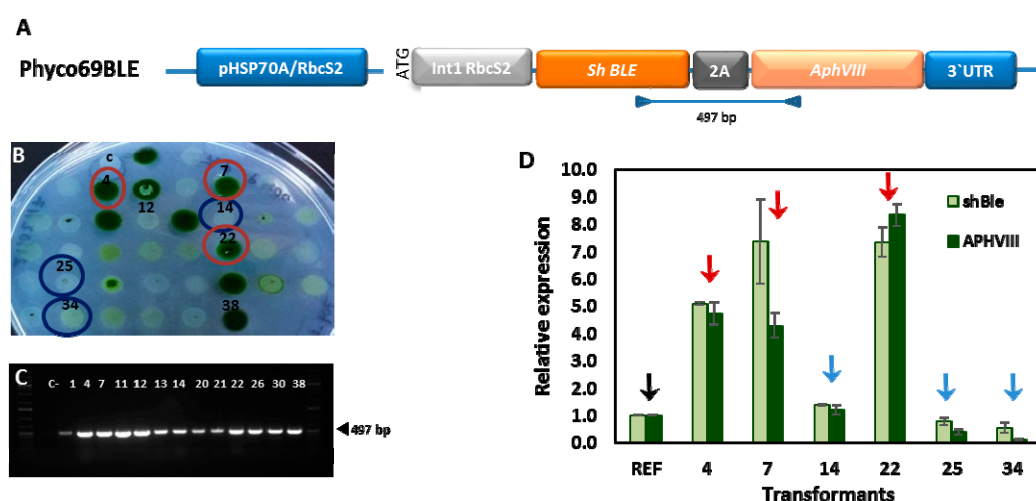 A
Phyco69BLE
pHSP70A/RbcS2
ATG
Int1 RbcS2
Sh BLE
2A
AphVIII
3`UTR
497 bp
B
c
4
7
12
14
22
25
34
38
C
C- 1 4 7 11 12 13 14 20 21 22 26 30 38
497 bp
D
Relative expression
10.0
9.0
8.0
7.0
6.0
5.0
4.0
3.0
2.0
1.0
0.0
shBle
APHVIII
REF 4 7 14 22 25 34
Transformants